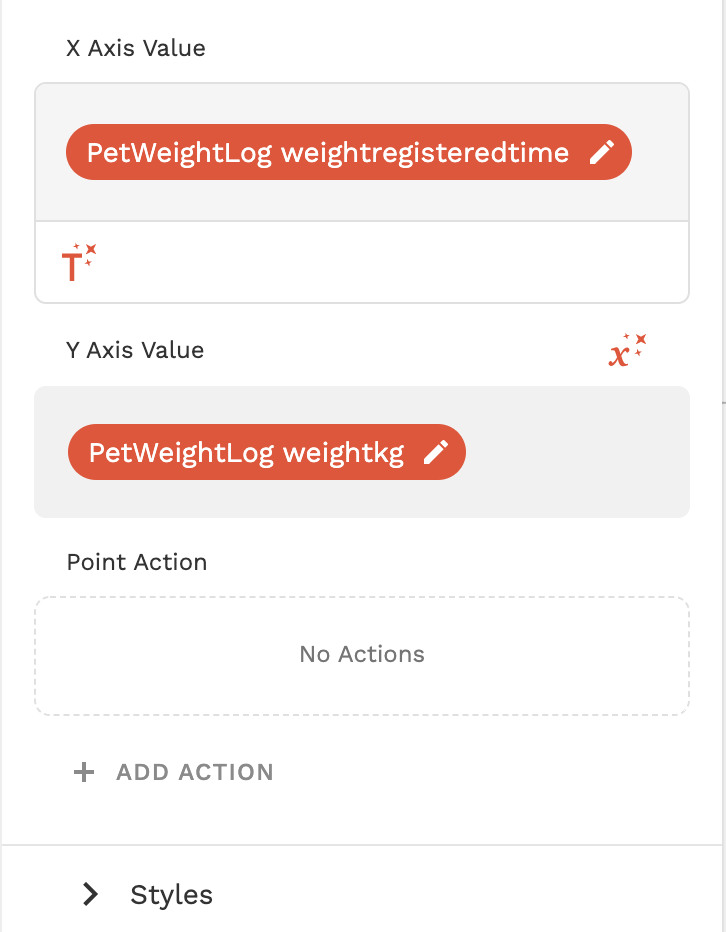 X Axis Value
PetWeightLog weightregisteredtime
T
Y Axis Value
x
PetWeightLog weightkg
Point Action
No Actions
+ ADD ACTION
Styles